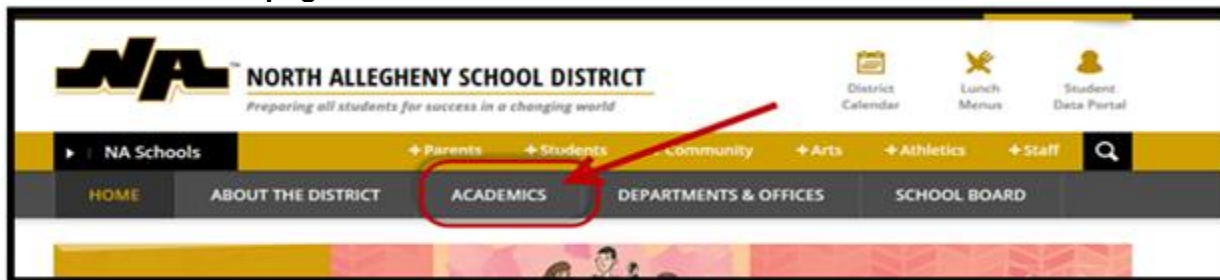 NA™
NORTH ALLEGHENY SCHOOL DISTRICT
Preparing all students for success in a changing world
District Calendar
Lunch Menus
Student Data Portal
NA Schools
+Parents +Students Community +Arts +Athletics +Staff
HOME ABOUT THE DISTRICT ACADEMICS DEPARTMENTS & OFFICES SCHOOL BOARD